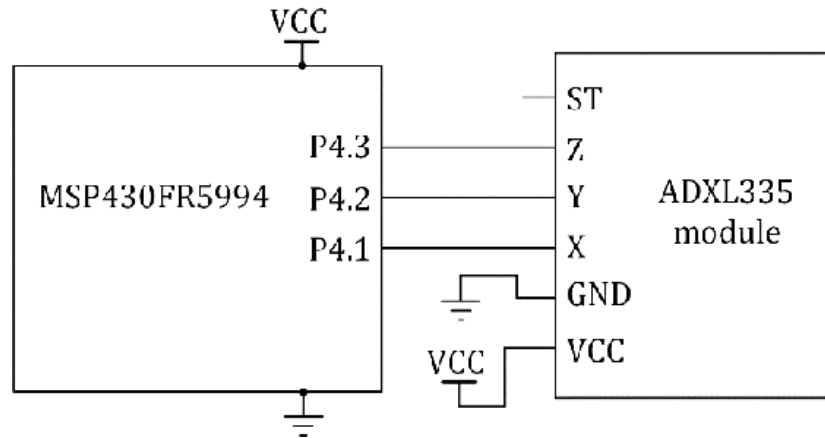 VCC
MSP430FR5994
P4.3
P4.2
P4.1
ST
Z
Y
X
GND
VCC
ADXL335
module
VCC